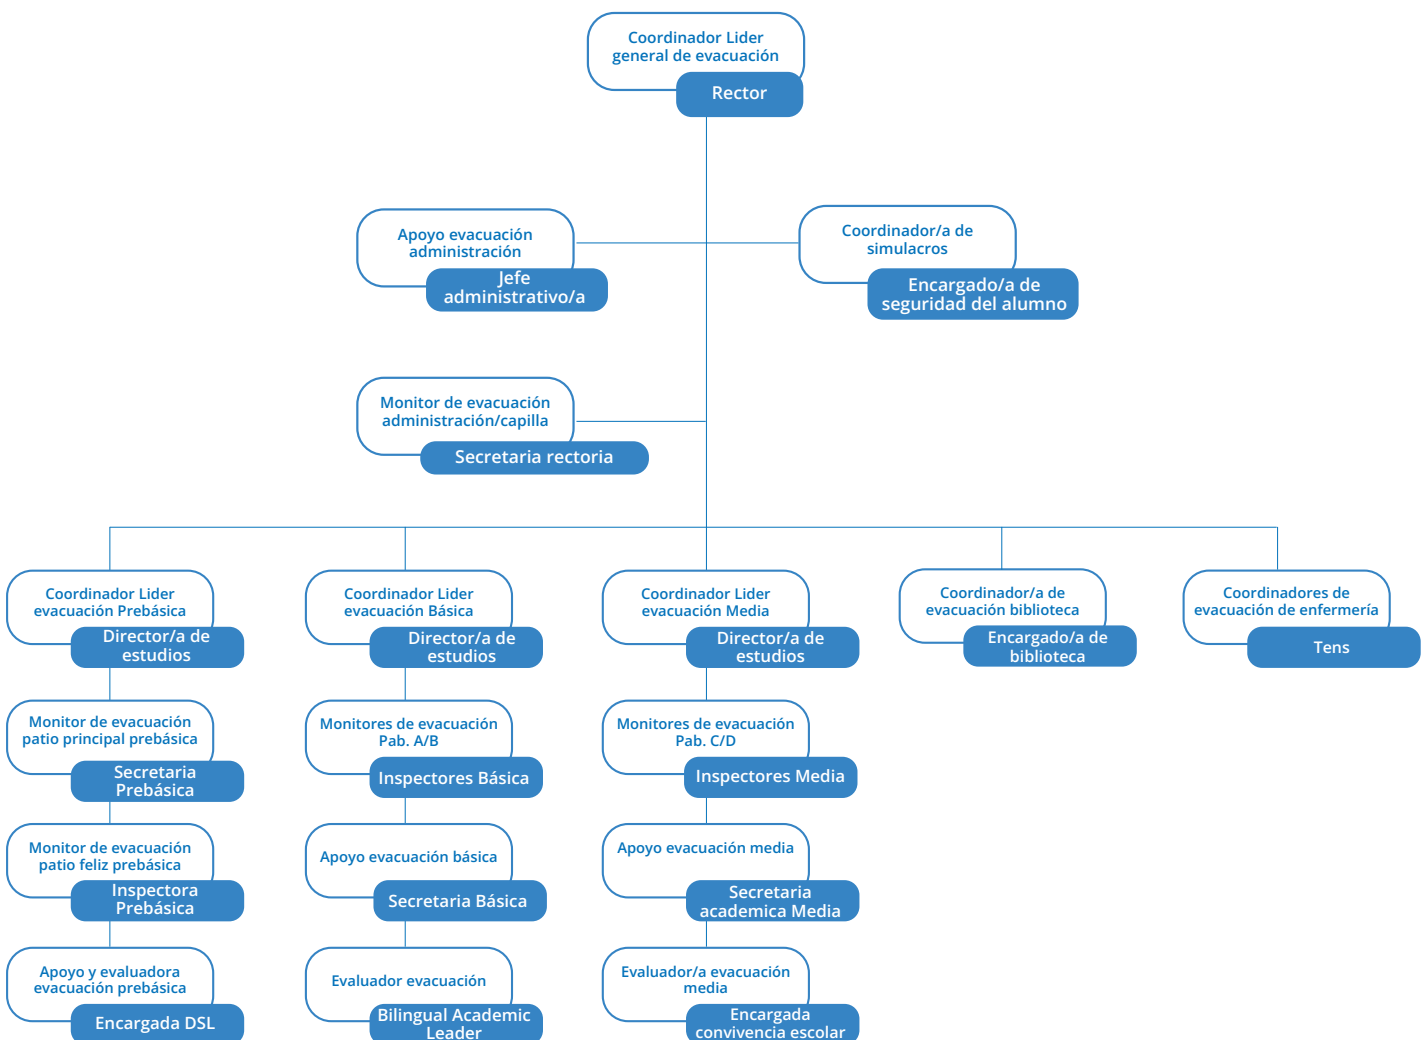 Coordinador Lider
general de evacuación
Rector
Apoyo evacuación
administración
Jefe
administrativo/a
Coordinador/a de
simulacros
Encargado/a de
seguridad del alumno
Monitor de evacuación
administración/capilla
Secretaria rectoria
Coordinador Lider
evacuación Prebásica
Director/a de
estudios
Coordinador Lider
evacuación Básica
Director/a de
estudios
Coordinador Lider
evacuación Media
Director/a de
estudios
Coordinador/a de
evacuación biblioteca
Encargado/a de
biblioteca
Coordinadores de
evacuación de enfermería
Tens
Monitor de evacuación
patio principal prebásica
Secretaria
Prebásica
Monitores de evacuación
Pab. A/B
Inspectores Básica
Monitores de evacuación
Pab. C/D
Inspectores Media
Monitor de evacuación
patio feliz prebásica
Inspectora
Prebásica
Apoyo evacuación básica
Secretaria Básica
Apoyo evacuación media
Secretaria
academica Media
Apoyo y evaluadora
evacuación prebásica
Encargada DSL
Evaluador evacuación
Bilingual Academic
Leader
Evaluador/a evacuación
media
Encargada
convivencia escolar